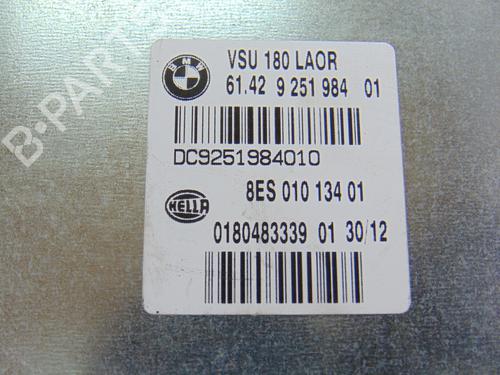 BMW
VSU 180 LAOR
61.42 9 251 984 01
DC9251984010
HELLA
8ES 010 134 01
0180483339 01 30/12
B-PARTS